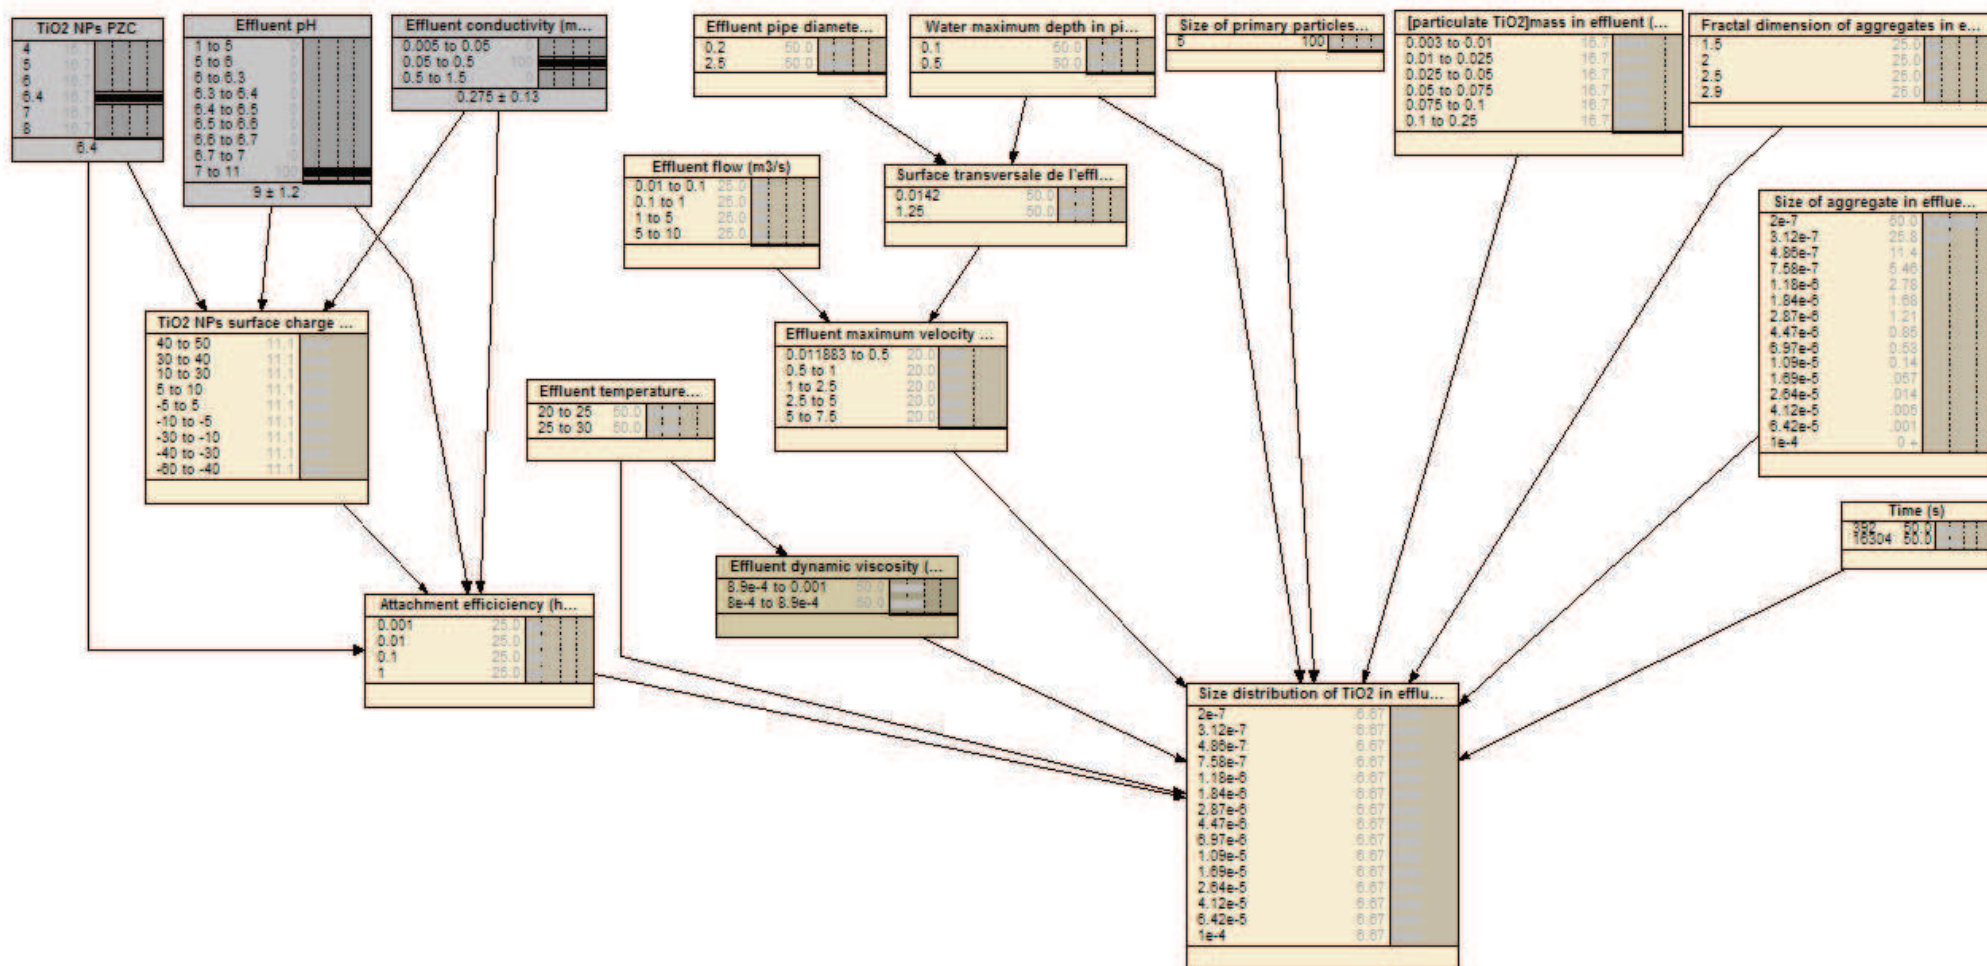 TiO2 NPs PZC
4
5 16.7
6 16.7
6.4 16.7
7 16.7
8 16.7
6.4
Effluent pH
1 to 5 0
5 to 6 0
6 to 6.3 0
6.3 to 6.4 0
6.4 to 6.5 0
6.5 to 6.6 0
6.6 to 6.7 0
6.7 to 7 0
7 to 11 100
9 ± 1.2
Effluent conductivity (m...
0.005 to 0.05 0
0.05 to 0.5 100
0.5 to 1.5 0
0.275 ± 0.13
Effluent pipe diamete...
0.2 50.0
2.5 50.0
Water maximum depth in pi...
0.1 50.0
0.5 50.0
Size of primary particles...
5 100
[particulate TiO2]mass in effluent (...
0.003 to 0.01 16.7
0.01 to 0.025 16.7
0.025 to 0.05 16.7
0.05 to 0.075 16.7
0.075 to 0.1 16.7
0.1 to 0.25 16.7
Fractal dimension of aggregates in e...
1.5 25.0
2 25.0
2.5 25.0
2.9 25.0
Effluent flow (m3/s)
0.01 to 0.1 25.0
0.1 to 1 25.0
1 to 5 25.0
5 to 10 25.0
Surface transversale de l'effl...
0.0142 50.0
1.25 50.0
Size of aggregate in efflue...
2e-7 50.0
3.12e-7 25.8
4.86e-7 11.4
7.58e-7 5.46
1.18e-6 2.78
1.84e-6 1.68
2.87e-6 1.21
4.47e-6 0.85
6.97e-6 0.53
1.09e-5 0.14
1.69e-5 .057
2.64e-5 .014
4.12e-5 .005
6.42e-5 .001
1e-4 0 +
TiO2 NPs surface charge ...
40 to 50 11.1
30 to 40 11.1
10 to 30 11.1
5 to 10 11.1
-5 to 5 11.1
-10 to -5 11.1
-30 to -10 11.1
-40 to -30 11.1
-60 to -40 11.1
Effluent maximum velocity ...
0.011883 to 0.5 20.0
0.5 to 1 20.0
1 to 2.5 20.0
2.5 to 5 20.0
5 to 7.5 20.0
Effluent temperature...
20 to 25 50.0
25 to 30 50.0
Time (s)
392 50.0
16304 50.0
Effluent dynamic viscosity (...
8.9e-4 to 0.001 50.0
8e-4 to 8.9e-4 50.0
Attachment efficiciency (h...
0.001 25.0
0.01 25.0
0.1 25.0
1 25.0
Size distribution of TiO2 in efflu...
2e-7 6.67
3.12e-7 6.67
4.86e-7 6.67
7.58e-7 6.67
1.18e-6 6.67
1.84e-6 6.67
2.87e-6 6.67
4.47e-6 6.67
6.97e-6 6.67
1.09e-5 6.67
1.69e-5 6.67
2.64e-5 6.67
4.12e-5 6.67
6.42e-5 6.67
1e-4 6.67